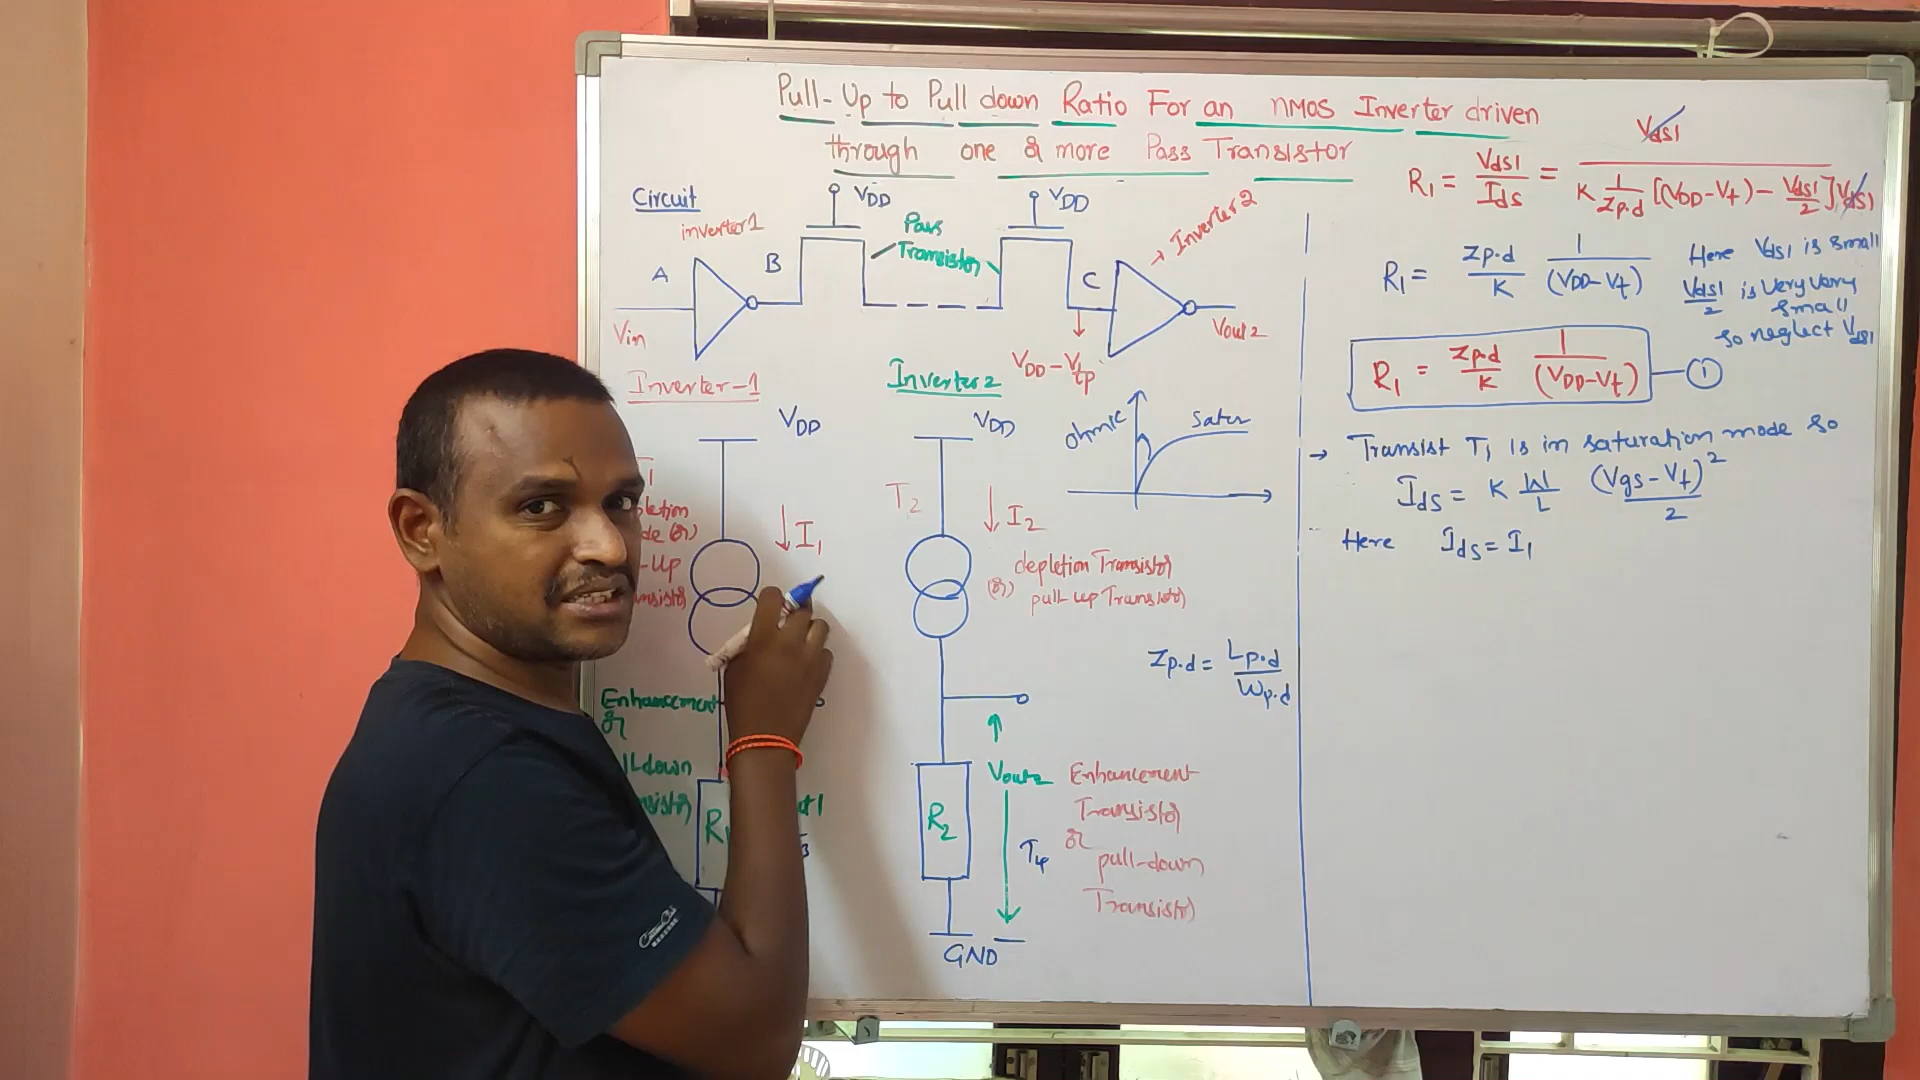 Pull-Up to Pull down Ratio For an nMOS Inverter driven
through one & more Pass Transistor
Circuit
inverter1
VDD
Pass
Transistor
VDD
Inverter2
A
B
C
Vin
VDD-Vtp
Vout2
Inverter-1
VDD
I1
Enhancement
or
R1
Inverter2
VDD
T2
I2
depletion Transistor
(or) pull-up Transistor
Vout2
R2
T4
GND
Enhancement
Transistor
or
pull-down
Transistor
ohmic
Satur
Zp.d = Lp.d / Wp.d
R1 = Vds1 / Ids = Vds1 / K 1/Zp.d [(VDD-Vt) - Vds1/2] Vds1
R1 = Zp.d / K 1 / (VDD-Vt)
Here Vds1 is small
Vds1/2 is Very Very
small
so neglect Vds1
R1 = Zp.d / K 1 / (VDD-Vt) — ①
→ Transist T1 is in saturation mode so
Ids = K W/L (Vgs-Vt)² / 2
Here Ids = I1